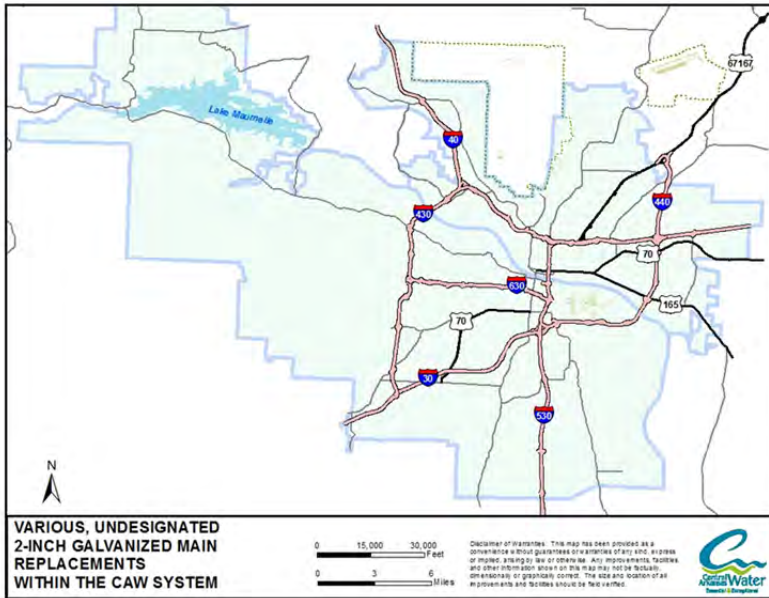 67167
Lake Maumelle
40
430
440
70
630
165
70
30
530
N
VARIOUS, UNDESIGNATED
2-INCH GALVANIZED MAIN
REPLACEMENTS
WITHIN THE CAW SYSTEM
0 15,000 30,000
Feet
0 3 6
Miles
Disclaimer of Warranties: This map has been provided as a
convenience without guarantees or warranties of any kind, express
or implied, arising by law or otherwise. Any improvements, facilities
and other information shown on this map may not be factually,
dimensionally or graphically correct. The size and location of all
improvements and facilities should be field verified.
Central
Arkansas Water
Essential & Exceptional